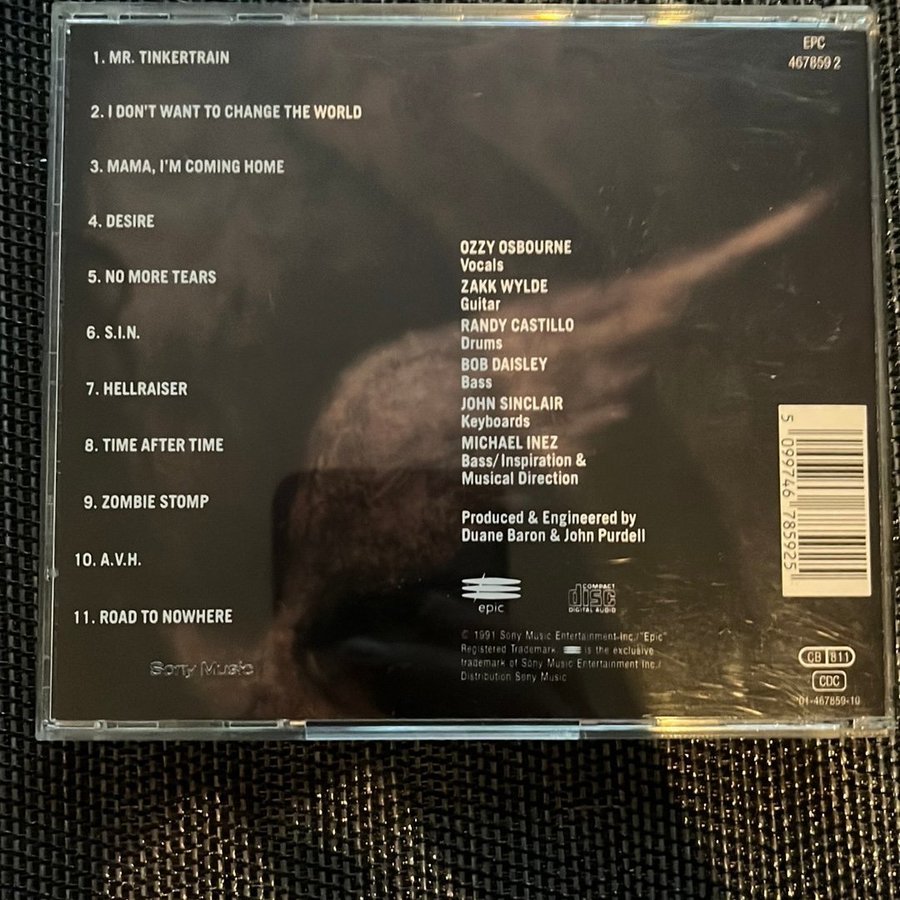 1. MR. TINKERTRAIN
2. I DON'T WANT TO CHANGE THE WORLD
3. MAMA, I'M COMING HOME
4. DESIRE
5. NO MORE TEARS
6. S.I.N.
7. HELLRAISER
8. TIME AFTER TIME
9. ZOMBIE STOMP
10. A.V.H.
11. ROAD TO NOWHERE
Sony Music
EPC
467859 2
OZZY OSBOURNE
Vocals
ZAKK WYLDE
Guitar
RANDY CASTILLO
Drums
BOB DAISLEY
Bass
JOHN SINCLAIR
Keyboards
MICHAEL INEZ
Bass/Inspiration &
Musical Direction
Produced & Engineered by
Duane Baron & John Purdell
epic
COMPACT
disc
DIGITAL AUDIO
© 1991 Sony Music Entertainment Inc./"Epic"
Registered Trademark is the exclusive
trademark of Sony Music Entertainment Inc./
Distribution Sony Music
5 099746 785925
CB 811
CDC
01-467859-10